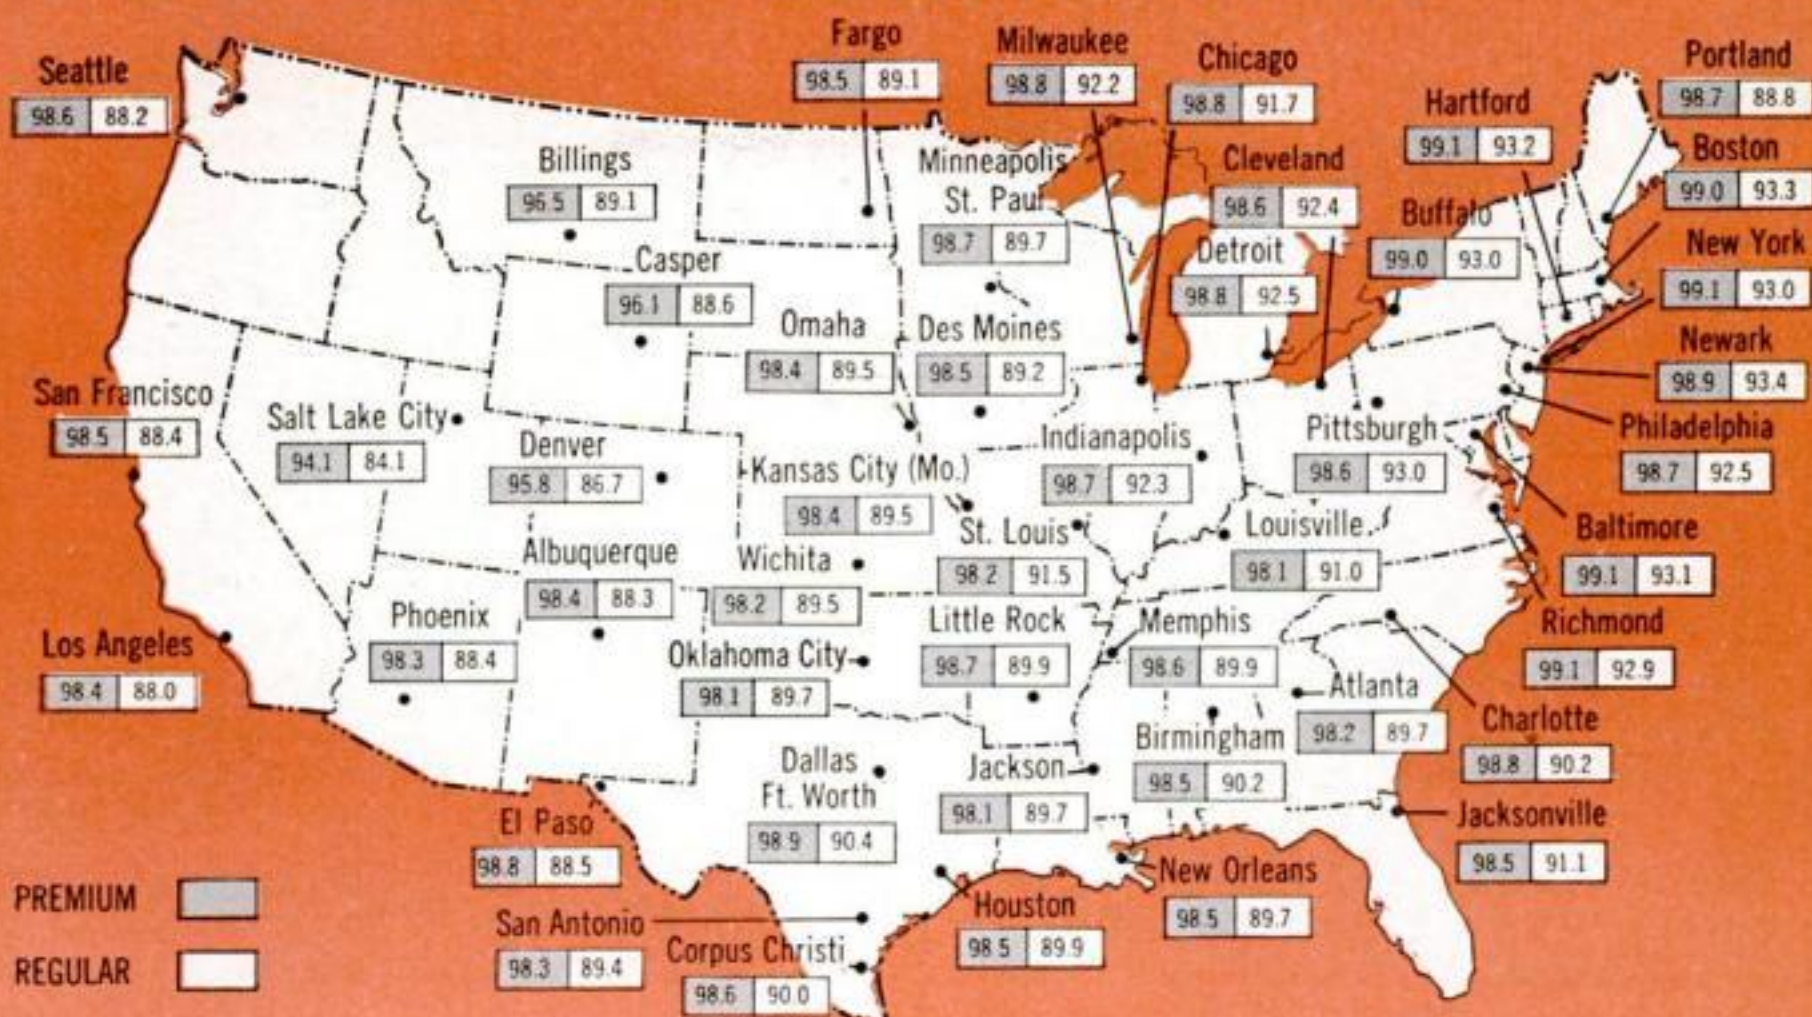 Seattle
98.6 88.2
Fargo
98.5 89.1
Milwaukee
98.8 92.2
Chicago
98.8 91.7
Portland
98.7 88.8
Hartford
99.1 93.2
Boston
99.0 93.3
Billings
96.5 89.1
Minneapolis
St. Paul
98.7 89.7
Cleveland
98.6 92.4
Buffalo
99.0 93.0
New York
99.1 93.0
Casper
96.1 88.6
Detroit
98.8 92.5
Omaha
98.4 89.5
Des Moines
98.5 89.2
Newark
98.9 93.4
San Francisco
98.5 88.4
Salt Lake City
94.1 84.1
Denver
95.8 86.7
Kansas City (Mo.)
98.4 89.5
Indianapolis
98.7 92.3
Pittsburgh
98.6 93.0
Philadelphia
98.7 92.5
Albuquerque
98.4 88.3
Wichita
98.2 89.5
St. Louis
98.2 91.5
Louisville
98.1 91.0
Baltimore
99.1 93.1
Los Angeles
98.4 88.0
Phoenix
98.3 88.4
Oklahoma City
98.1 89.7
Little Rock
98.7 89.9
Memphis
98.6 89.9
Richmond
99.1 92.9
Atlanta
98.2 89.7
Charlotte
98.8 90.2
Dallas
Ft. Worth
98.9 90.4
Jackson
98.1 89.7
Birmingham
98.5 90.2
Jacksonville
98.5 91.1
El Paso
98.8 88.5
New Orleans
98.5 89.7
San Antonio
98.3 89.4
Corpus Christi
98.6 90.0
Houston
98.5 89.9
PREMIUM
REGULAR